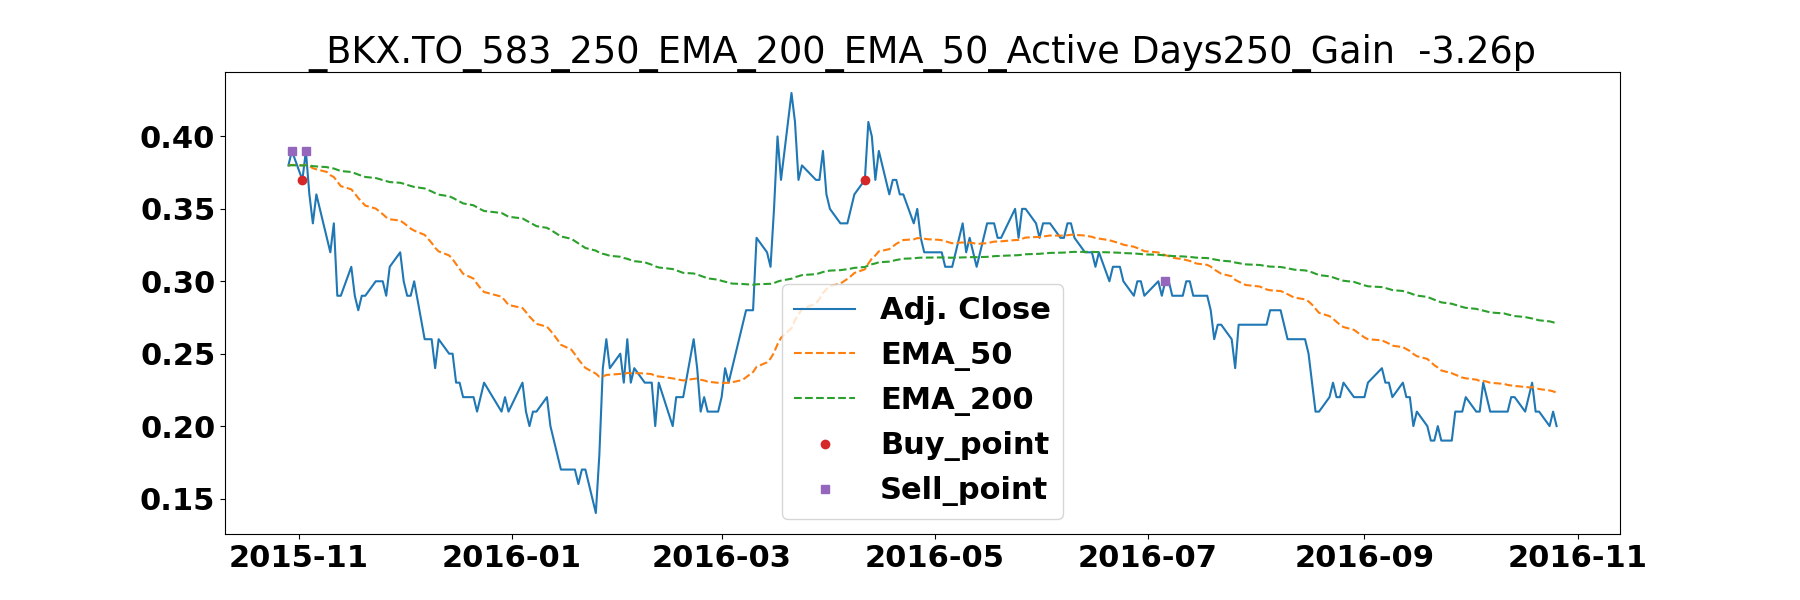 _BKX.TO_583_250_EMA_200_EMA_50_Active Days250_Gain  -3.26p
0.40
0.35
0.30
0.25
0.20
0.15
Adj. Close
EMA_50
EMA_200
Buy_point
Sell_point
2015-11 2016-01 2016-03 2016-05 2016-07 2016-09 2016-11